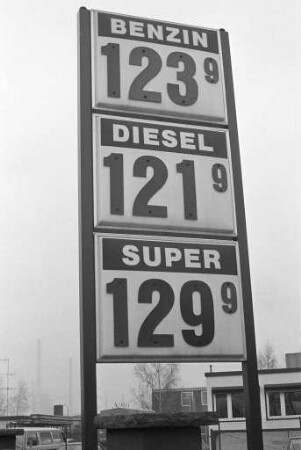 BENZIN
123 9
DIESEL
121 9
SUPER
129 9